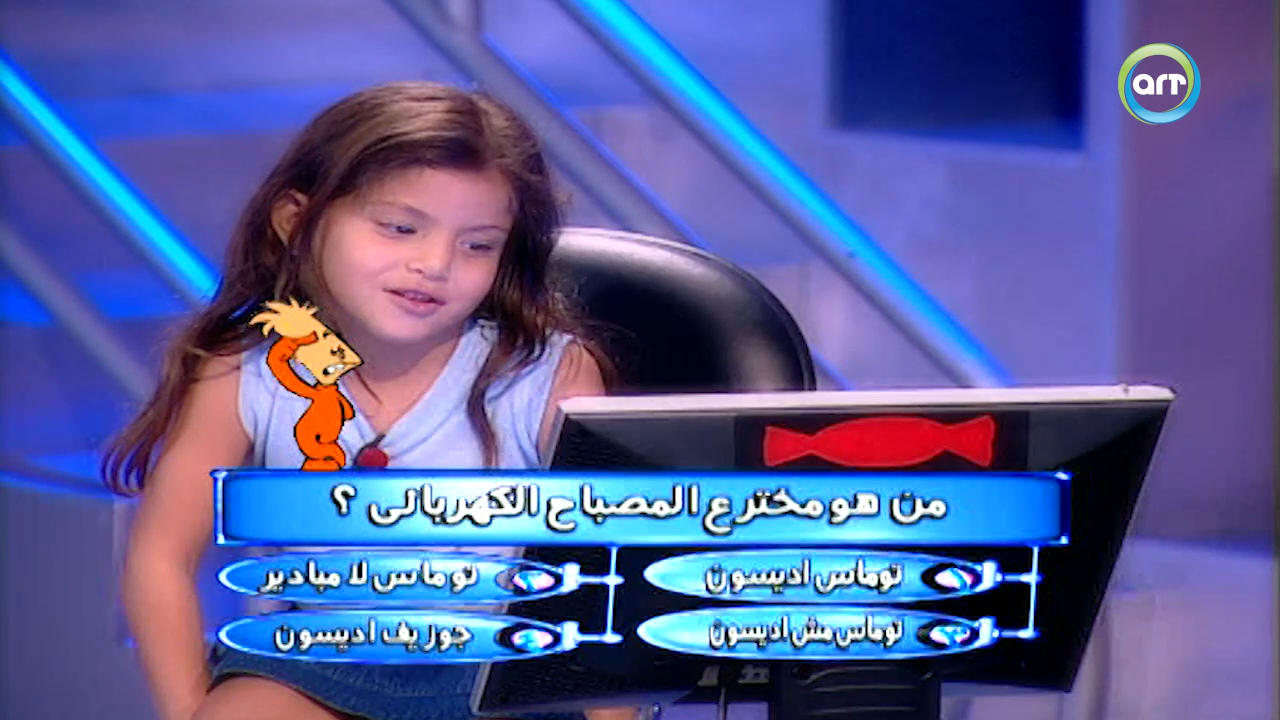 art
من هو مخترع المصباح الكهربائى ؟
توماس اديسون
توماس لا مبادير
توماس مش اديسون
جوزيف اديسون